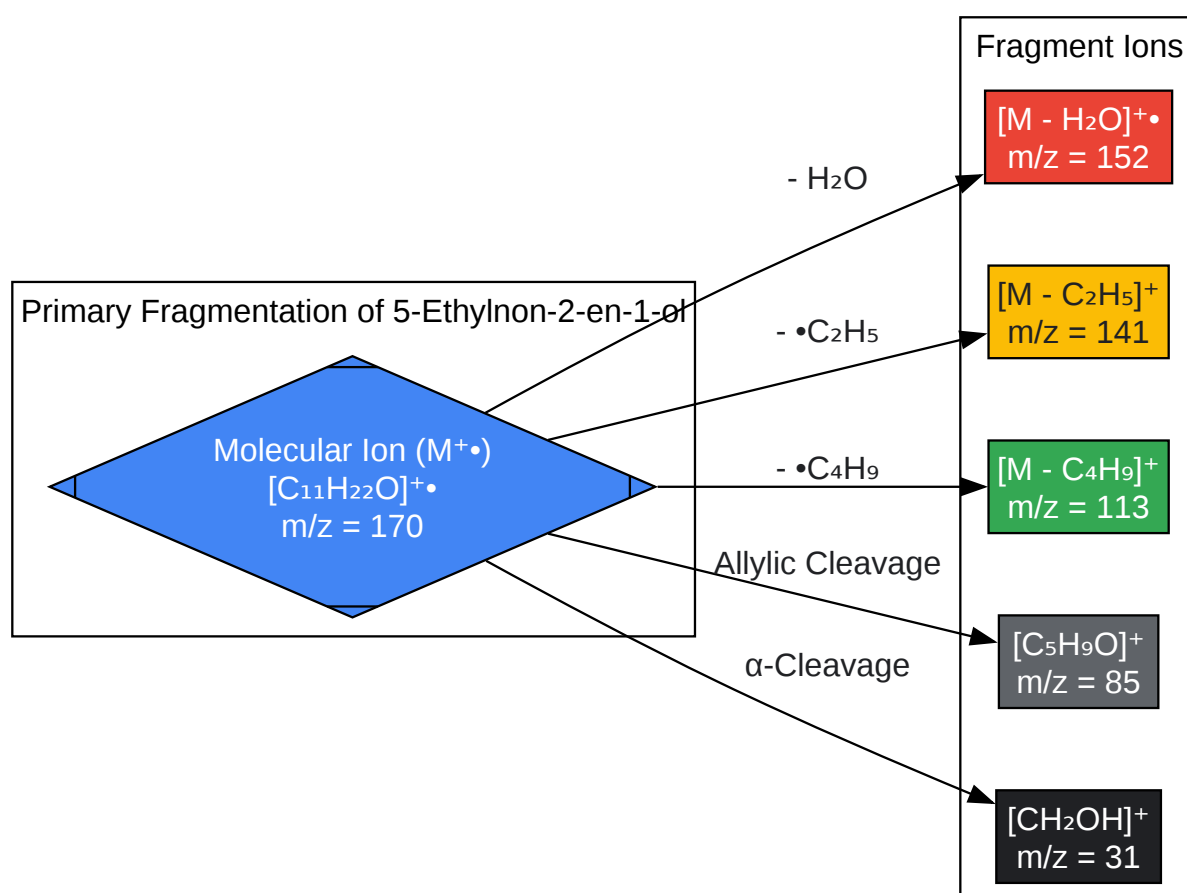 Primary Fragmentation of 5-Ethylnon-2-en-1-ol
Molecular Ion (M⁺•)
[C₁₁H₂₂O]⁺•
m/z = 170
- H₂O
- •C₂H₅
- •C₄H₉
Allylic Cleavage
α-Cleavage
Fragment Ions
[M - H₂O]⁺•
m/z = 152
[M - C₂H₅]⁺
m/z = 141
[M - C₄H₉]⁺
m/z = 113
[C₅H₉O]⁺
m/z = 85
[CH₂OH]⁺
m/z = 31